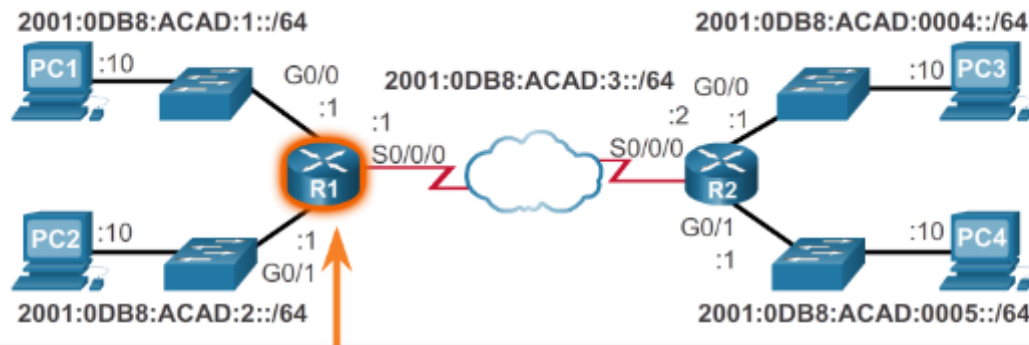 2001:0DB8:ACAD:1::/64
2001:0DB8:ACAD:0004::/64
PC1
:10
G0/0
:1
2001:0DB8:ACAD:3::/64
G0/0
:10
PC3
:1
S0/0/0
:2
:1
S0/0/0
R1
R2
PC2
:10
:1
G0/1
G0/1
:1
:10
PC4
2001:0DB8:ACAD:2::/64
2001:0DB8:ACAD:0005::/64